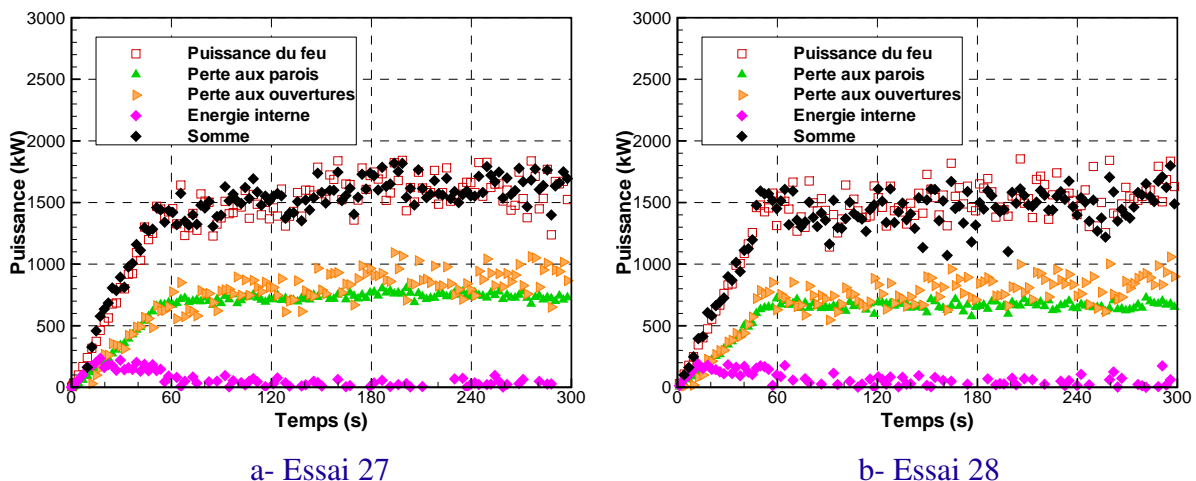 3000
2500
2000
1500
1000
500
0
Puissance (kW)
Puissance du feu
Perte aux parois
Perte aux ouvertures
Energie interne
Somme
0 60 120 180 240 300
Temps (s)
a- Essai 27
3000
2500
2000
1500
1000
500
0
Puissance (kW)
Puissance du feu
Perte aux parois
Perte aux ouvertures
Energie interne
Somme
0 60 120 180 240 300
Temps (s)
b- Essai 28